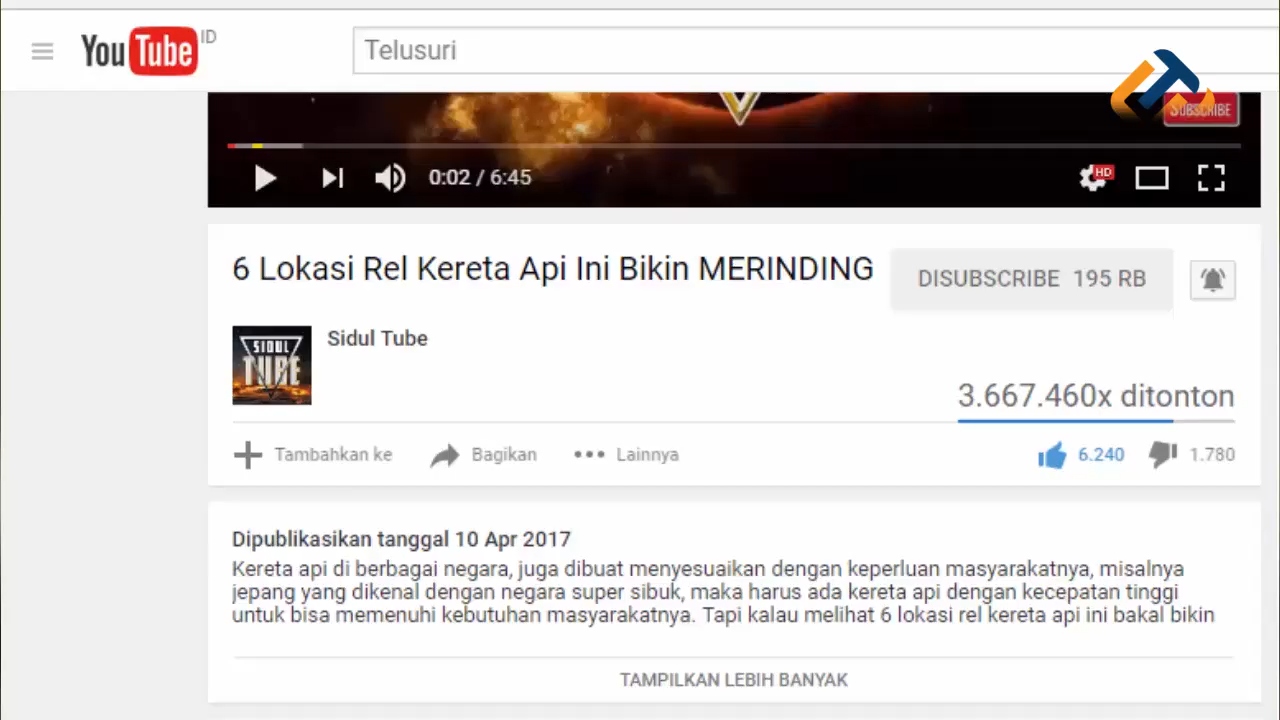 YouTube ID
Telusuri
SUBSCRIBE
0:02 / 6:45
HD
6 Lokasi Rel Kereta Api Ini Bikin MERINDING
DISUBSCRIBE 195 RB
SIDUL
TUBE
Sidul Tube
3.667.460x ditonton
Tambahkan ke
Bagikan
Lainnya
6.240
1.780
Dipublikasikan tanggal 10 Apr 2017
Kereta api di berbagai negara, juga dibuat menyesuaikan dengan keperluan masyarakatnya, misalnya
jepang yang dikenal dengan negara super sibuk, maka harus ada kereta api dengan kecepatan tinggi
untuk bisa memenuhi kebutuhan masyarakatnya. Tapi kalau melihat 6 lokasi rel kereta api ini bakal bikin
TAMPILKAN LEBIH BANYAK